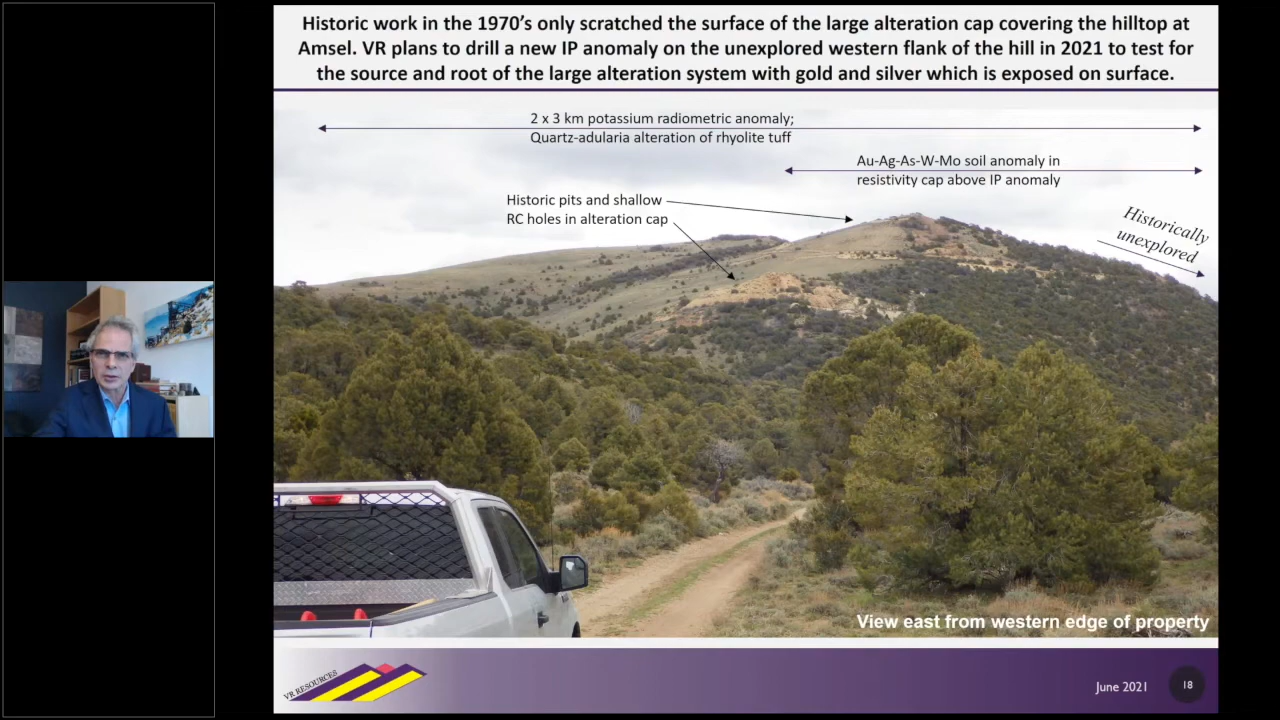 Historic work in the 1970's only scratched the surface of the large alteration cap covering the hilltop at
Amsel. VR plans to drill a new IP anomaly on the unexplored western flank of the hill in 2021 to test for
the source and root of the large alteration system with gold and silver which is exposed on surface.
2 x 3 km potassium radiometric anomaly;
Quartz-adularia alteration of rhyolite tuff
Au-Ag-As-W-Mo soil anomaly in
resistivity cap above IP anomaly
Historic pits and shallow
RC holes in alteration cap
Historically
unexplored
View east from western edge of property
VR RESOURCES
June 2021
18